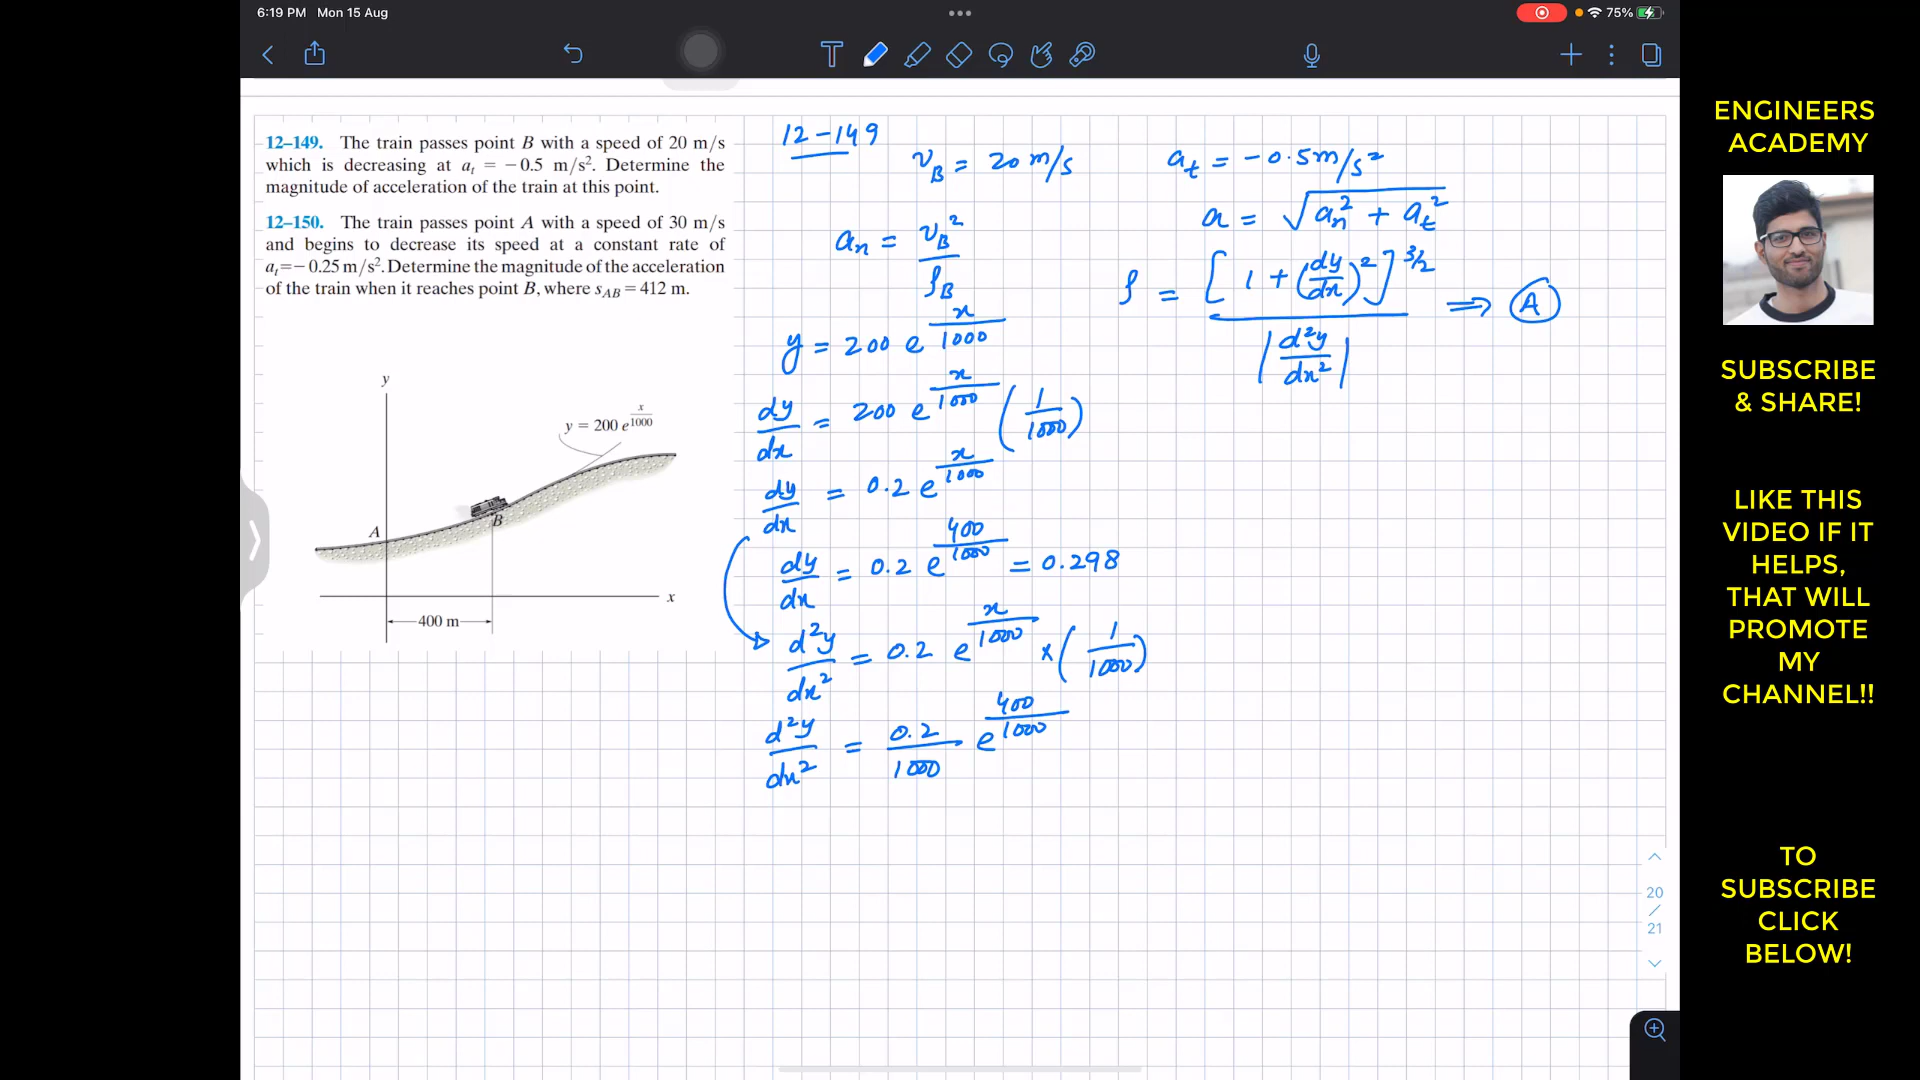 6:19 PM Mon 15 Aug
75%
12–149. The train passes point B with a speed of 20 m/s
which is decreasing at aₜ = −0.5 m/s². Determine the
magnitude of acceleration of the train at this point.
12–150. The train passes point A with a speed of 30 m/s
and begins to decrease its speed at a constant rate of
aₜ = −0.25 m/s². Determine the magnitude of the acceleration
of the train when it reaches point B, where s_AB = 412 m.
y
y = 200 e^(x/1000)
A
B
x
400 m
12-149
v_B = 20 m/s
aₜ = -0.5 m/s²
a = √(aₙ² + aₜ²)
aₙ = v_B²/ρ_B
ρ = [1 + (dy/dx)²]^(3/2) / |d²y/dx²| ⇒ (A)
y = 200 e^(x/1000)
dy/dx = 200 e^(x/1000) (1/1000)
dy/dx = 0.2 e^(x/1000)
dy/dx = 0.2 e^(400/1000) = 0.298
d²y/dx² = 0.2 e^(x/1000) × (1/1000)
d²y/dx² = 0.2/1000 e^(400/1000)
20
/
21
ENGINEERS
ACADEMY
SUBSCRIBE
& SHARE!
LIKE THIS
VIDEO IF IT
HELPS,
THAT WILL
PROMOTE
MY
CHANNEL!!
TO
SUBSCRIBE
CLICK
BELOW!